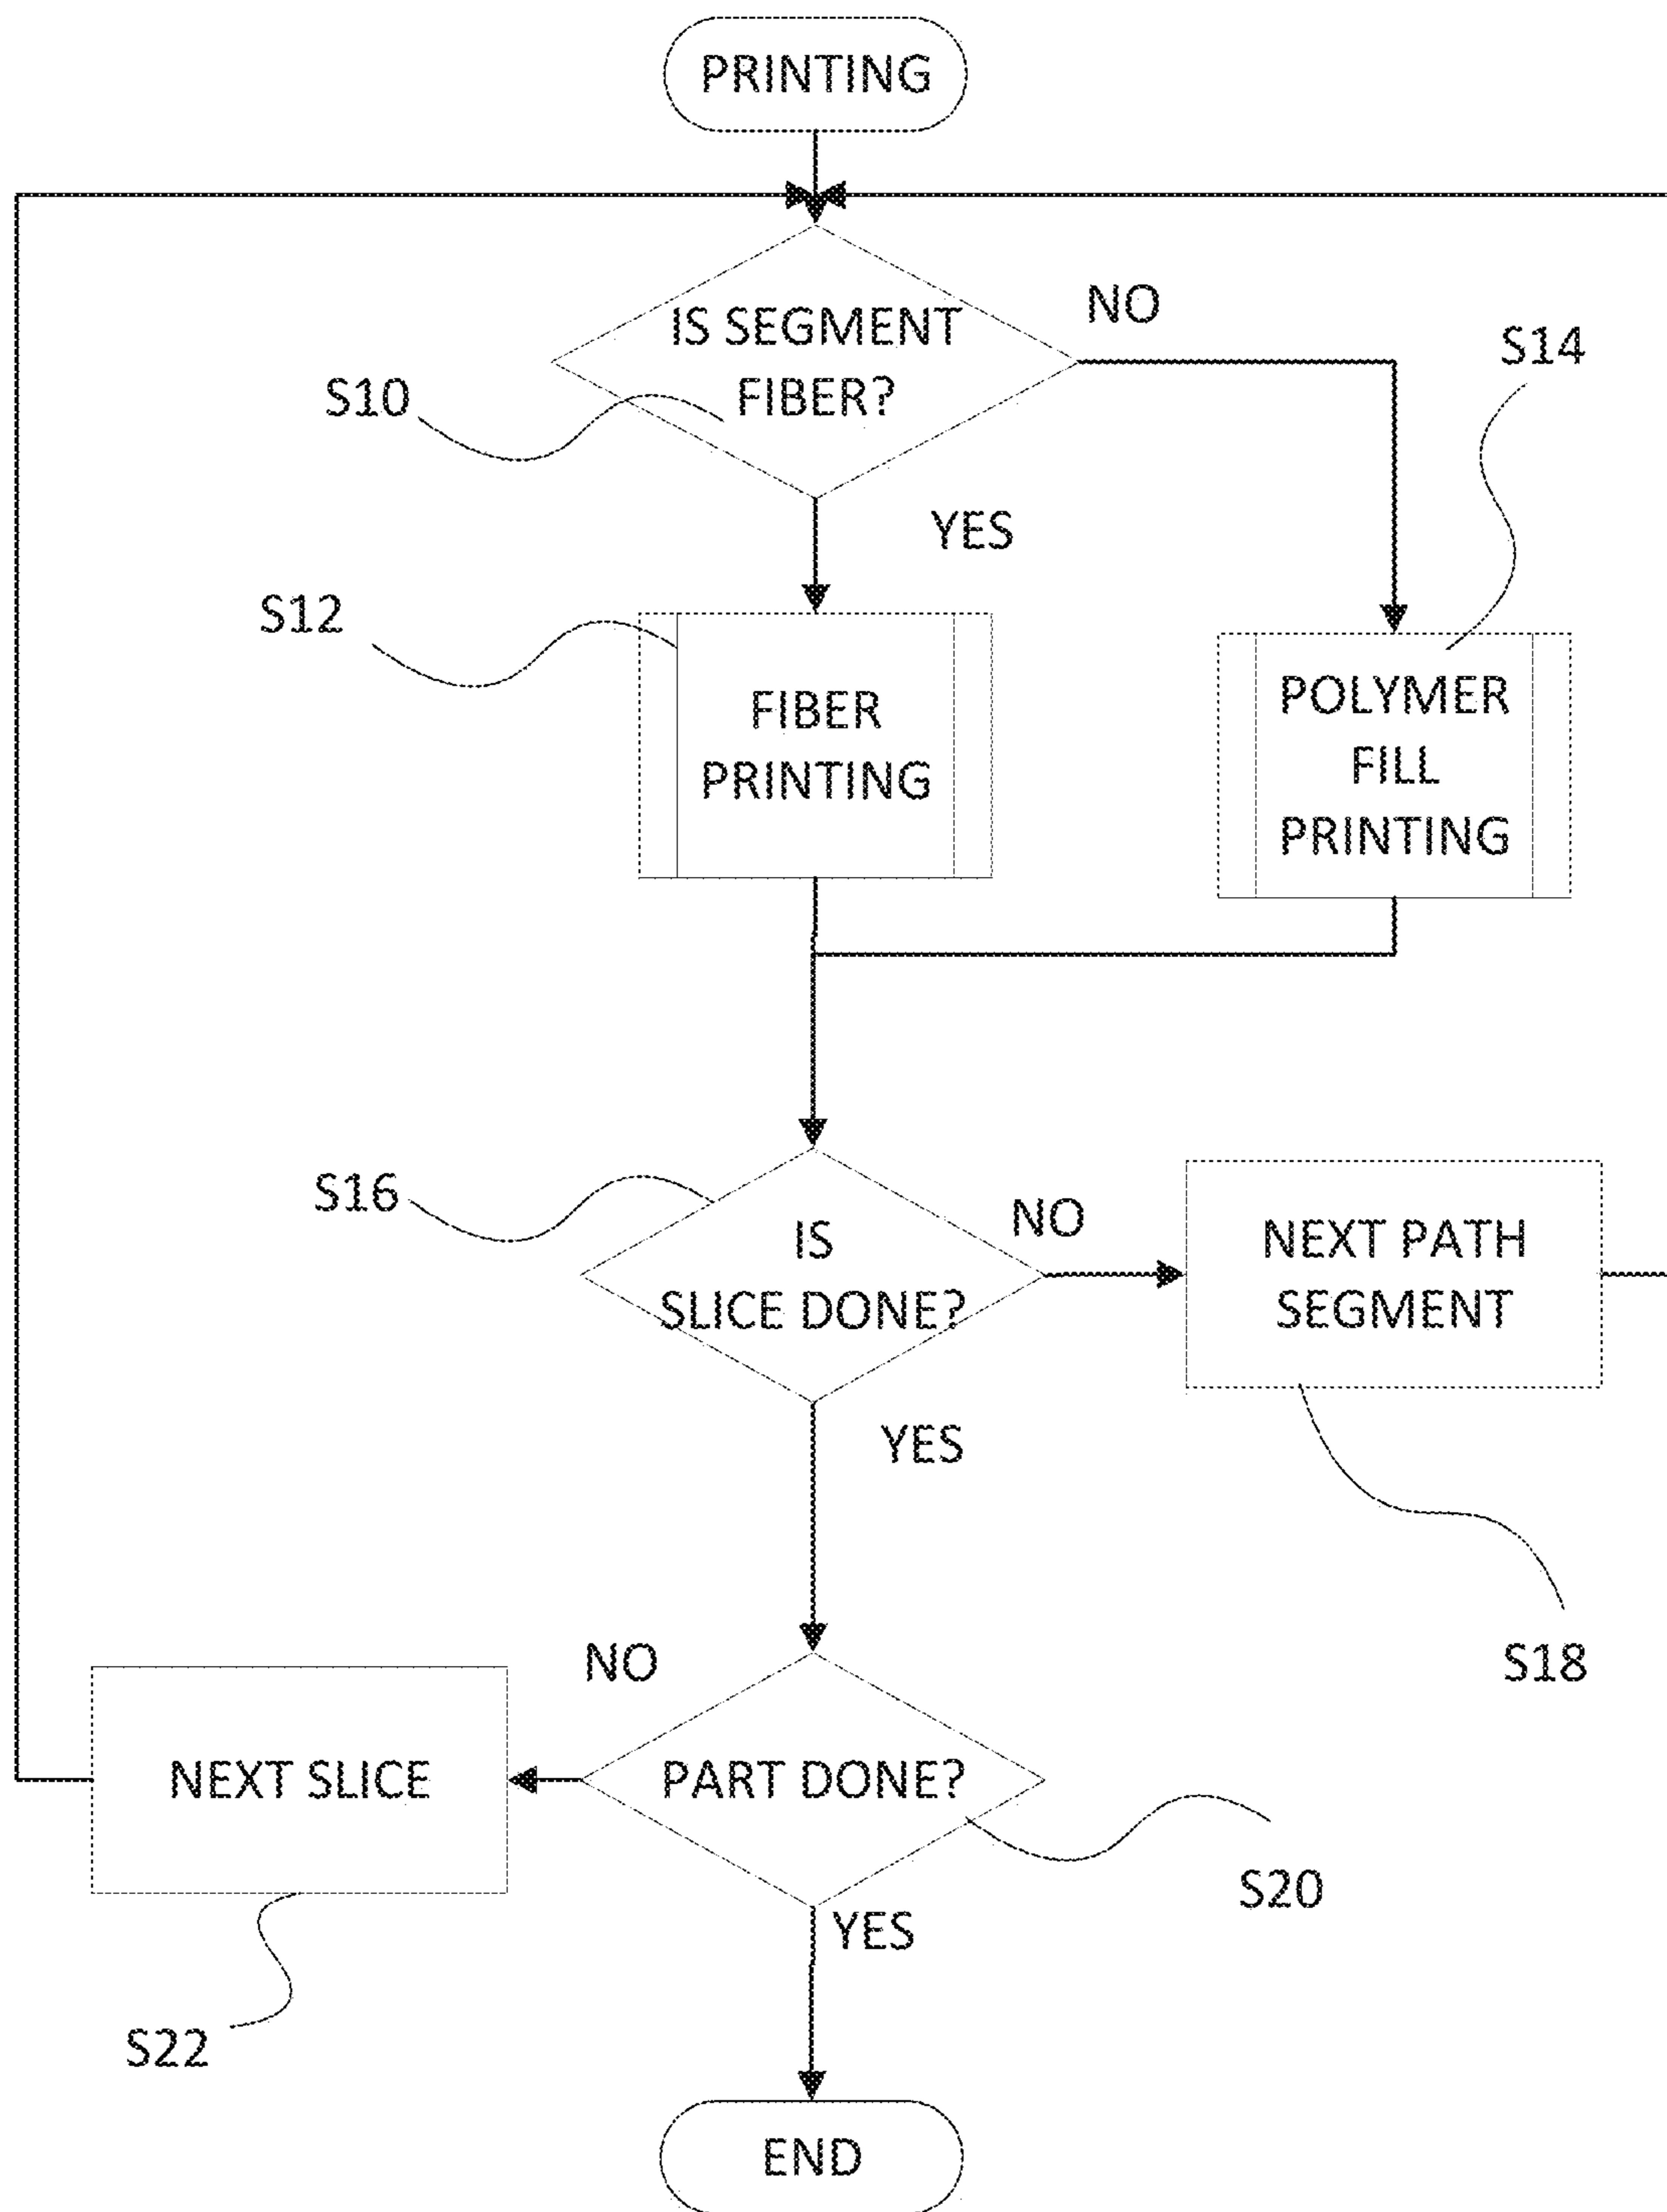 PRINTING
IS SEGMENT
FIBER?
NO
S10
S14
YES
S12
FIBER
PRINTING
POLYMER
FILL
PRINTING
S16
IS
SLICE DONE?
NO
NEXT PATH
SEGMENT
YES
S18
NO
NEXT SLICE
PART DONE?
S20
YES
S22
END